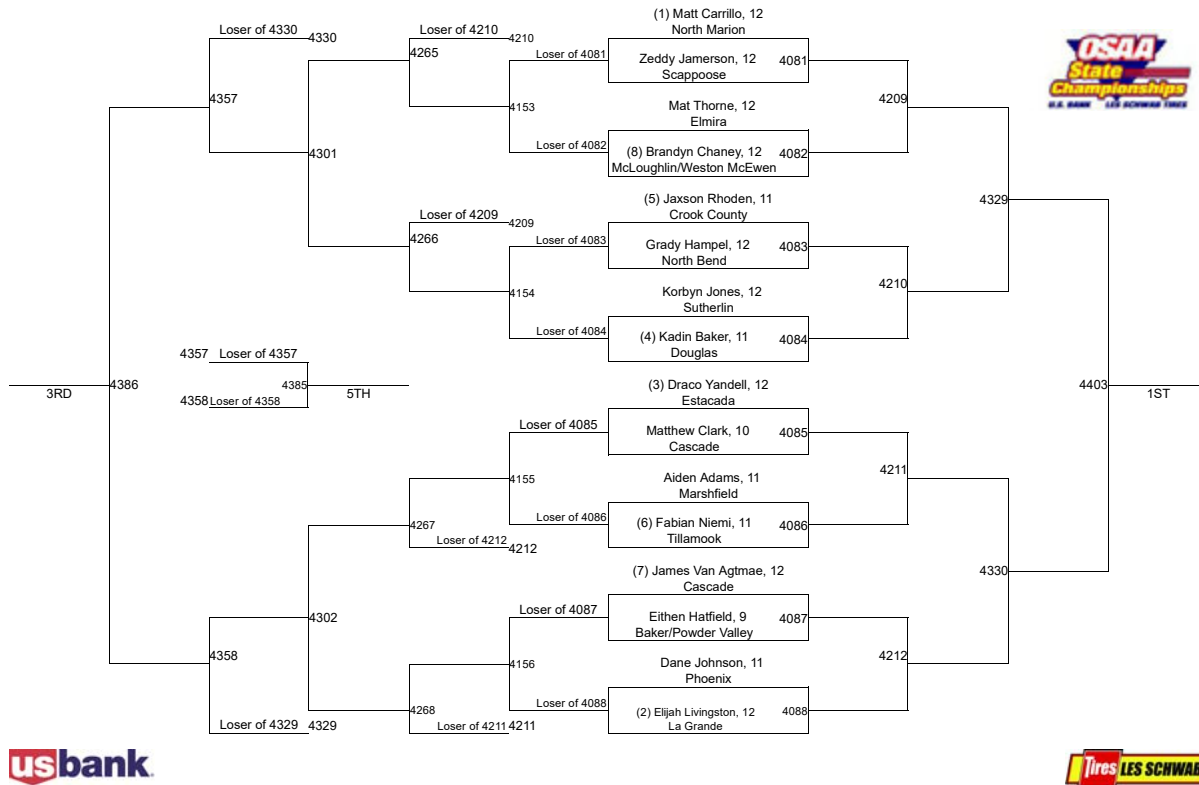 (1) Matt Carrillo, 12
North Marion
Loser of 4330
4330
Loser of 4210
4210
4265
Loser of 4081
Zeddy Jamerson, 12
4081
Scappoose
OSAA
State
Championships
U.S. BANK LES SCHWAB TIRES
4357
4153
Mat Thorne, 12
Elmira
4209
4301
Loser of 4082
(8) Brandyn Chaney, 12
4082
McLoughlin/Weston McEwen
(5) Jaxson Rhoden, 11
Crook County
4329
Loser of 4209
4209
4266
Loser of 4083
Grady Hampel, 12
4083
North Bend
4154
Korbyn Jones, 12
Sutherlin
4210
Loser of 4084
(4) Kadin Baker, 11
4084
Douglas
4357
Loser of 4357
4386
3RD
4385
5TH
4358
Loser of 4358
(3) Draco Yandell, 12
Estacada
4403
1ST
Loser of 4085
Matthew Clark, 10
4085
Cascade
4155
Aiden Adams, 11
Marshfield
4211
4267
Loser of 4086
(6) Fabian Niemi, 11
4086
Tillamook
Loser of 4212
4212
(7) James Van Agtmae, 12
Cascade
4330
4302
Loser of 4087
Eithen Hatfield, 9
4087
Baker/Powder Valley
4358
4156
Dane Johnson, 11
Phoenix
4212
4268
Loser of 4088
(2) Elijah Livingston, 12
4088
La Grande
Loser of 4329
4329
Loser of 4211
4211
usbank
Tires LES SCHWAB